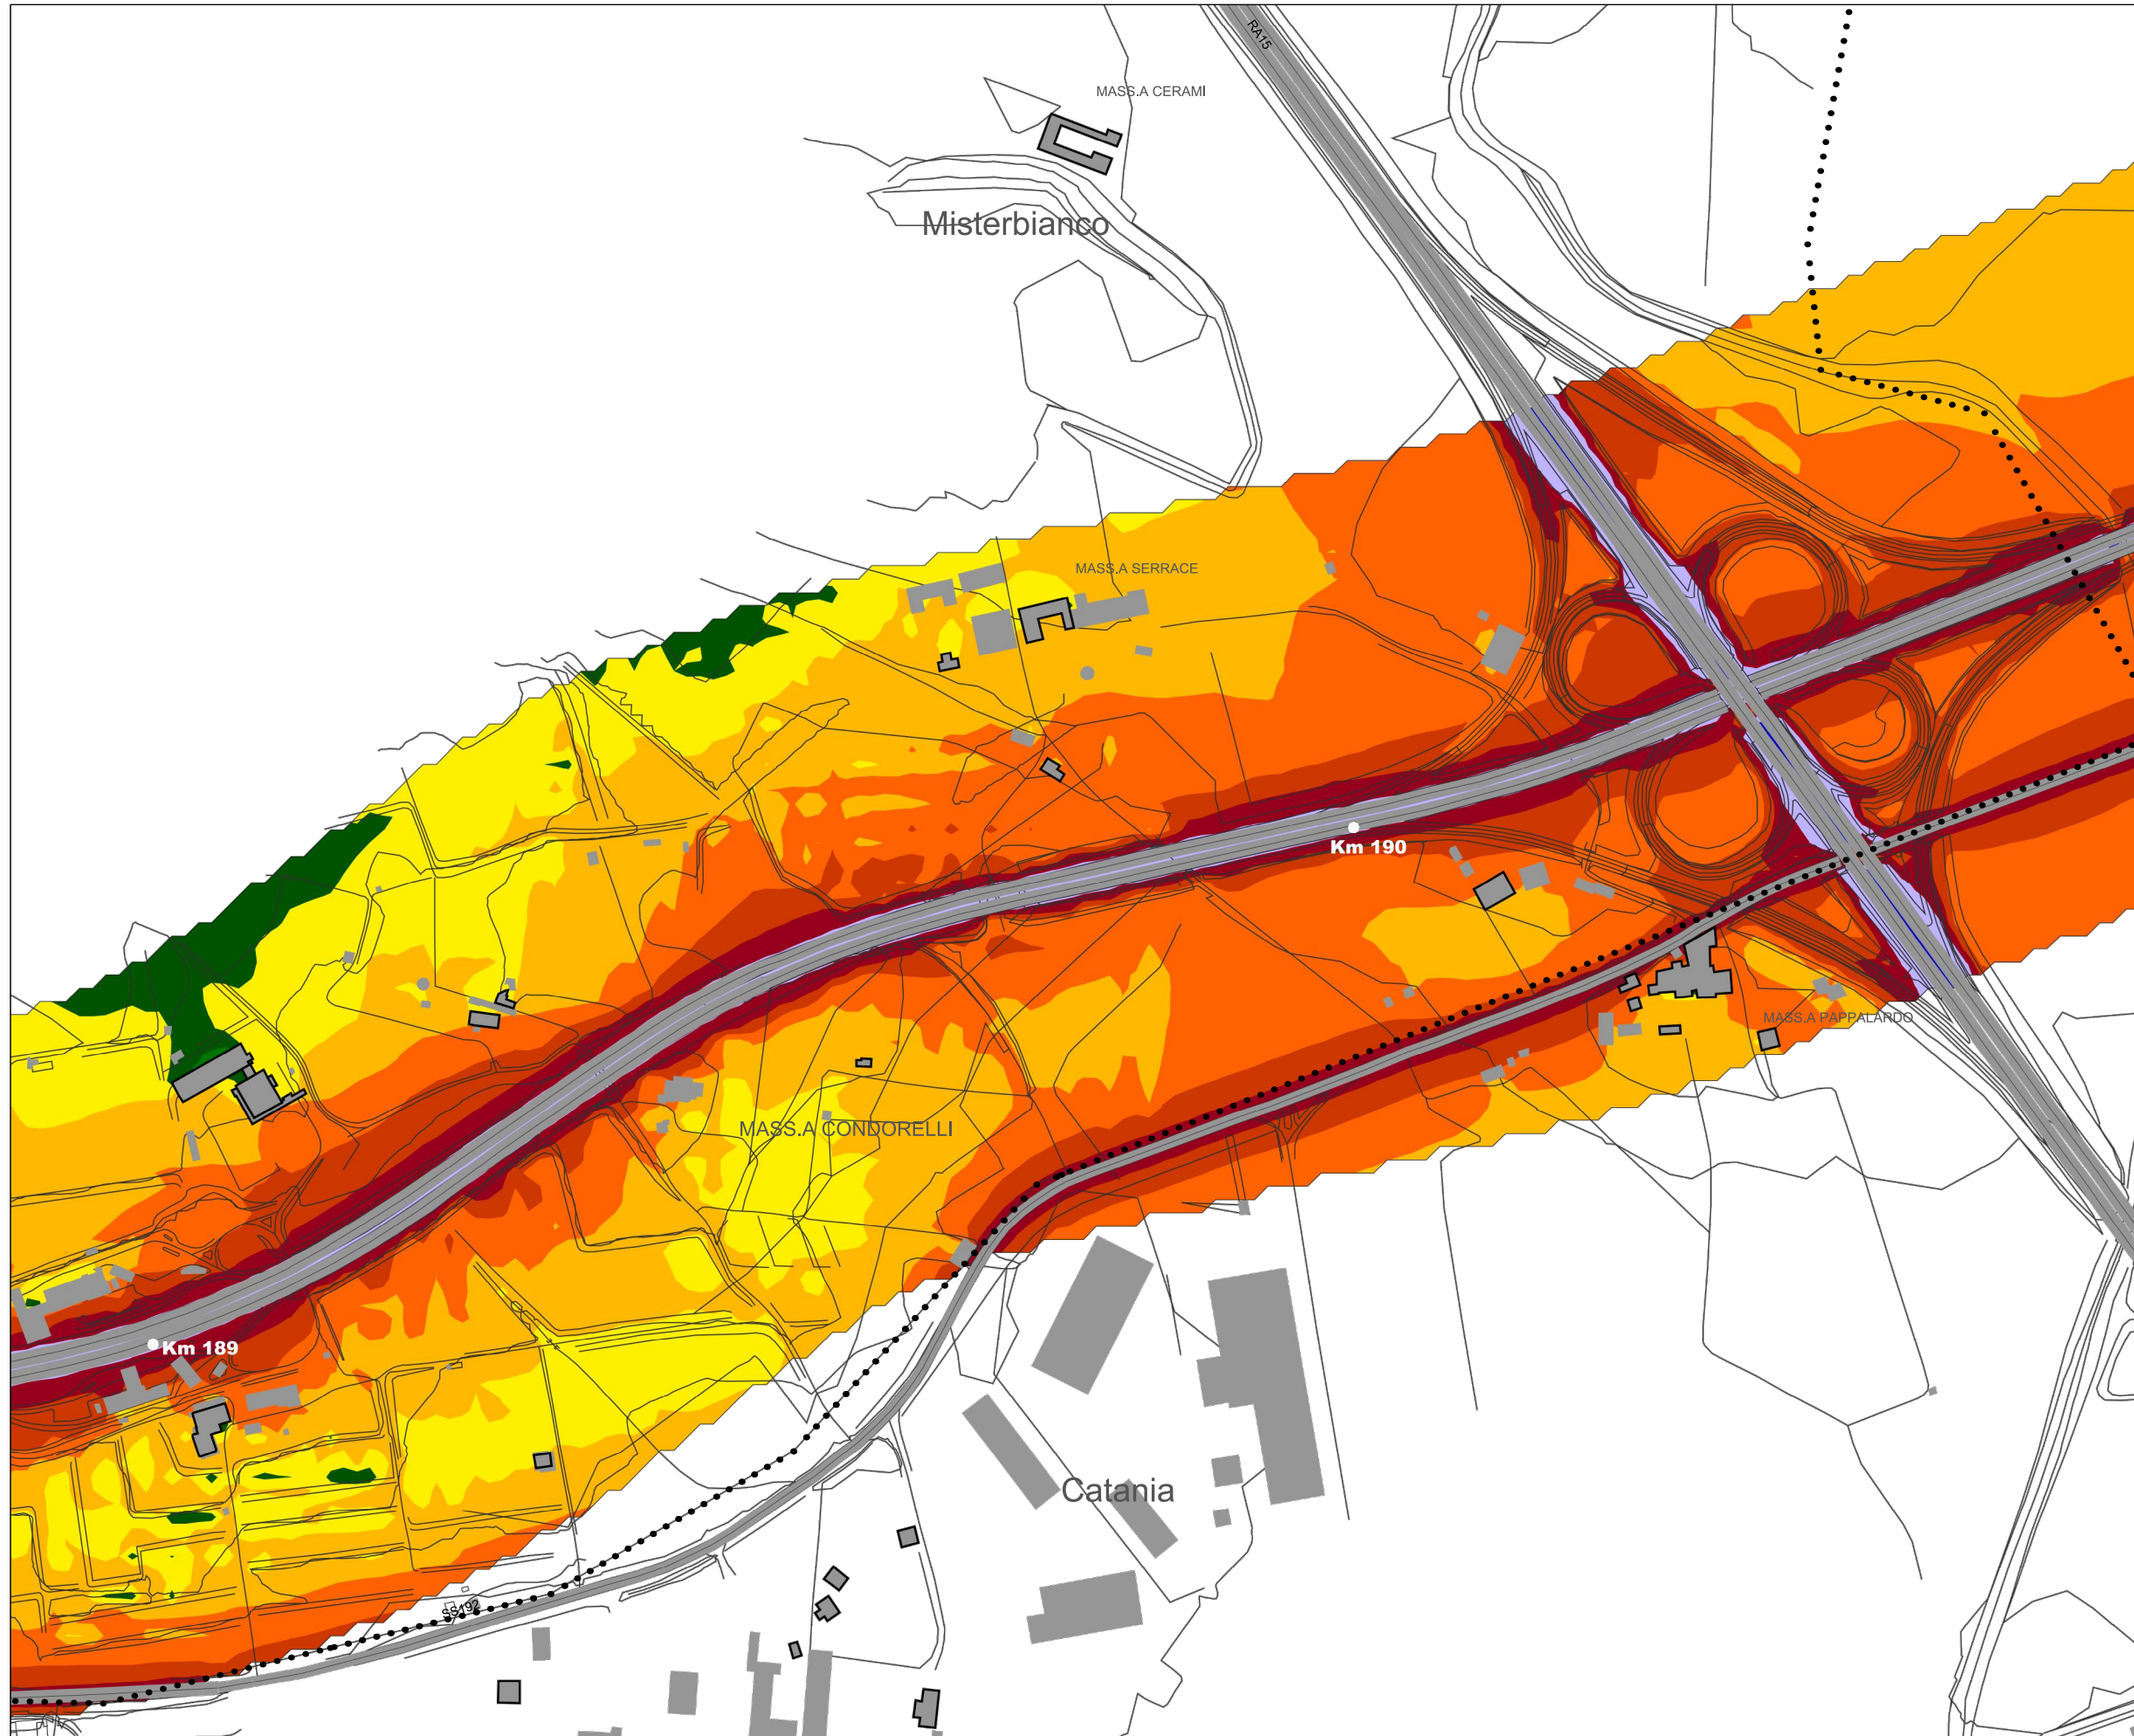 RA15
MASS.A CERAMI
Misterbianco
MASS.A SERRACE
Km 190
MASS.A PAPPALARDO
MASS.A CONDORELLI
Km 189
Catania
SS192